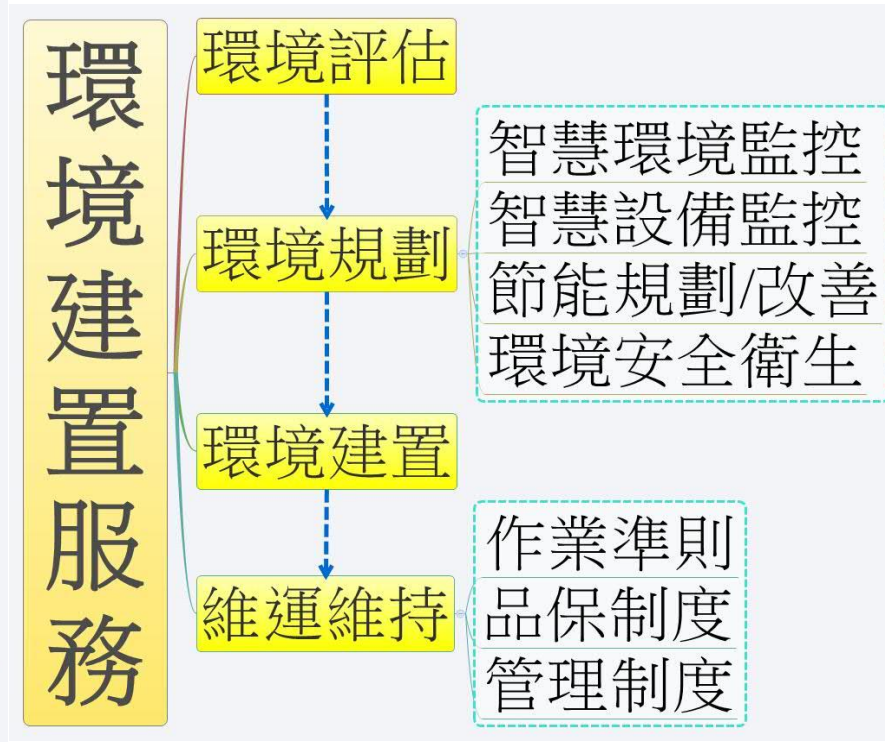 環境建置服務
環境評估
環境規劃
智慧環境監控
智慧設備監控
節能規劃/改善
環境安全衛生
環境建置
維運維持
作業準則
品保制度
管理制度